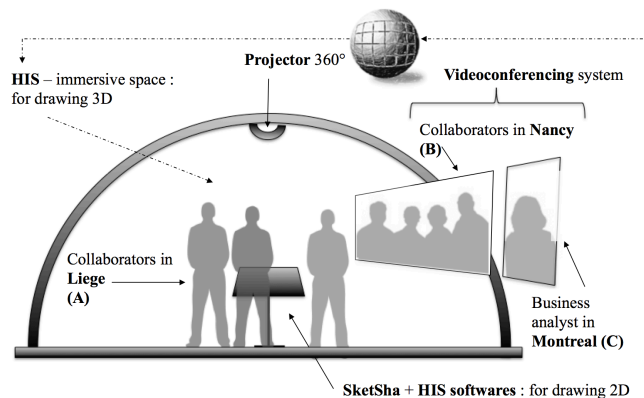 Projector 360°
HIS – immersive space :
for drawing 3D
Videoconferencing system
Collaborators in Nancy
(B)
Collaborators in
Liege
(A)
Business
analyst in
Montreal (C)
SketSha + HIS softwares : for drawing 2D